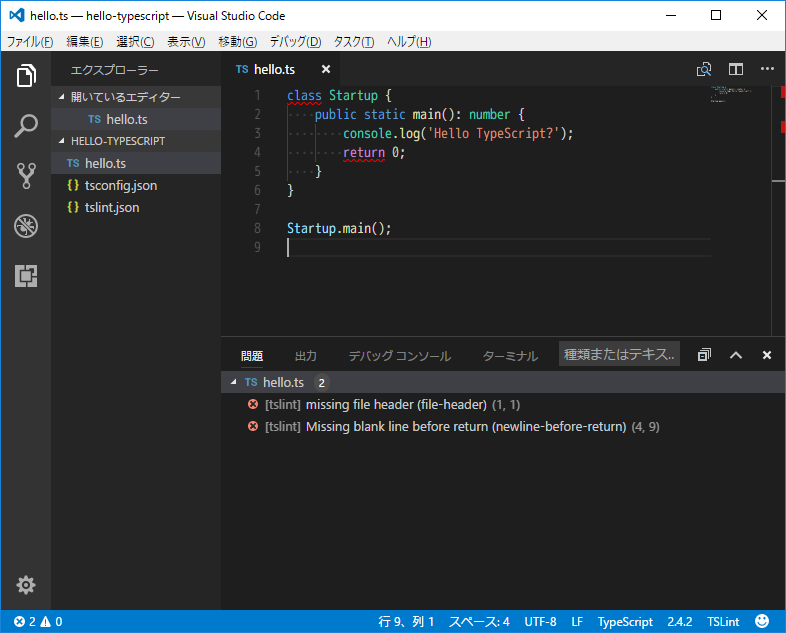 hello.ts — hello-typescript — Visual Studio Code
ファイル(F) 編集(E) 選択(C) 表示(V) 移動(G) デバッグ(D) タスク(T) ヘルプ(H)
エクスプローラー
開いているエディター
TS hello.ts
HELLO-TYPESCRIPT
TS hello.ts
{} tsconfig.json
{} tslint.json
TS hello.ts ×
1 class Startup {
2 ····public static main(): number {
3 ········console.log('Hello TypeScript?');
4 ········return 0;
5 ····}
6 }
7
8 Startup.main();
9
問題 出力 デバッグ コンソール ターミナル 種類またはテキス..
TS hello.ts 2
[tslint] missing file header (file-header) (1, 1)
[tslint] Missing blank line before return (newline-before-return) (4, 9)
2 0 行 9、列 1 スペース: 4 UTF-8 LF TypeScript 2.4.2 TSLint